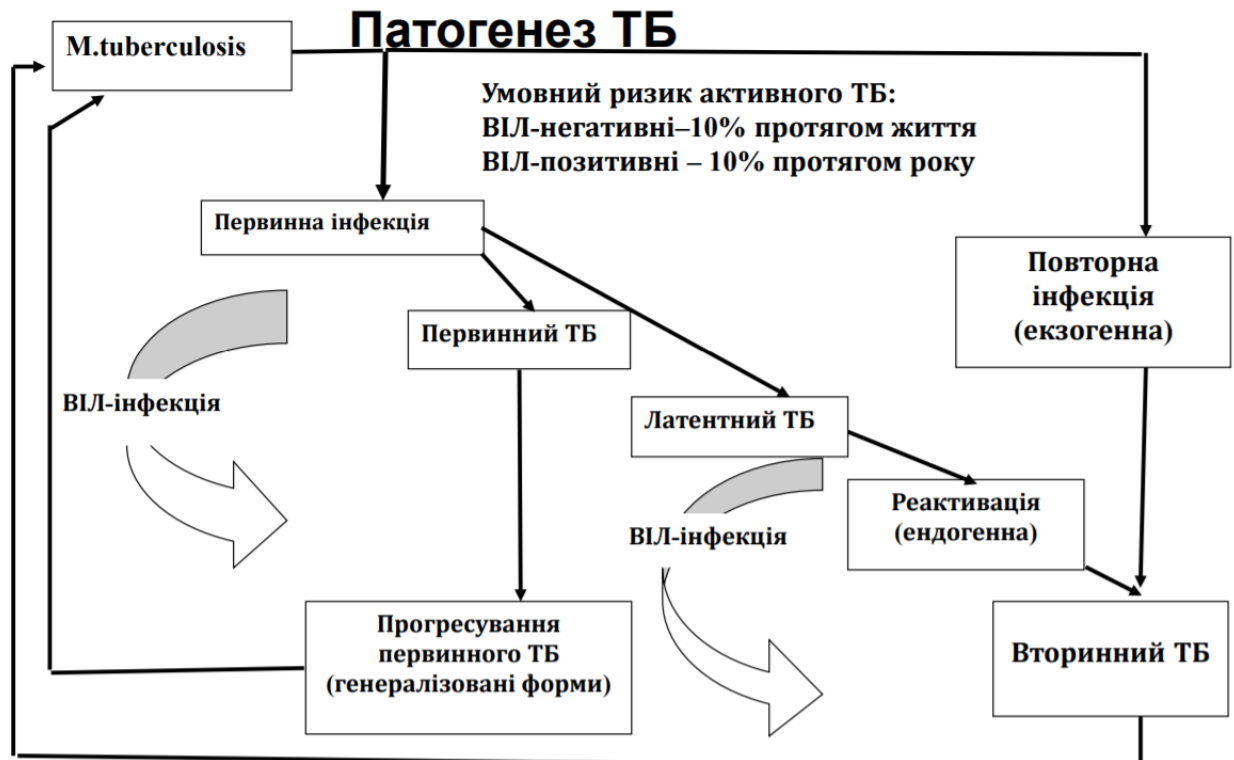 Патогенез ТБ
M.tuberculosis
Умовний ризик активного ТБ:
ВІЛ-негативні–10% протягом життя
ВІЛ-позитивні – 10% протягом року
Первинна інфекція
Повторна
інфекція
(екзогенна)
Первинний ТБ
ВІЛ-інфекція
Латентний ТБ
Реактивація
(ендогенна)
ВІЛ-інфекція
Прогресування
первинного ТБ
(генералізовані форми)
Вторинний ТБ